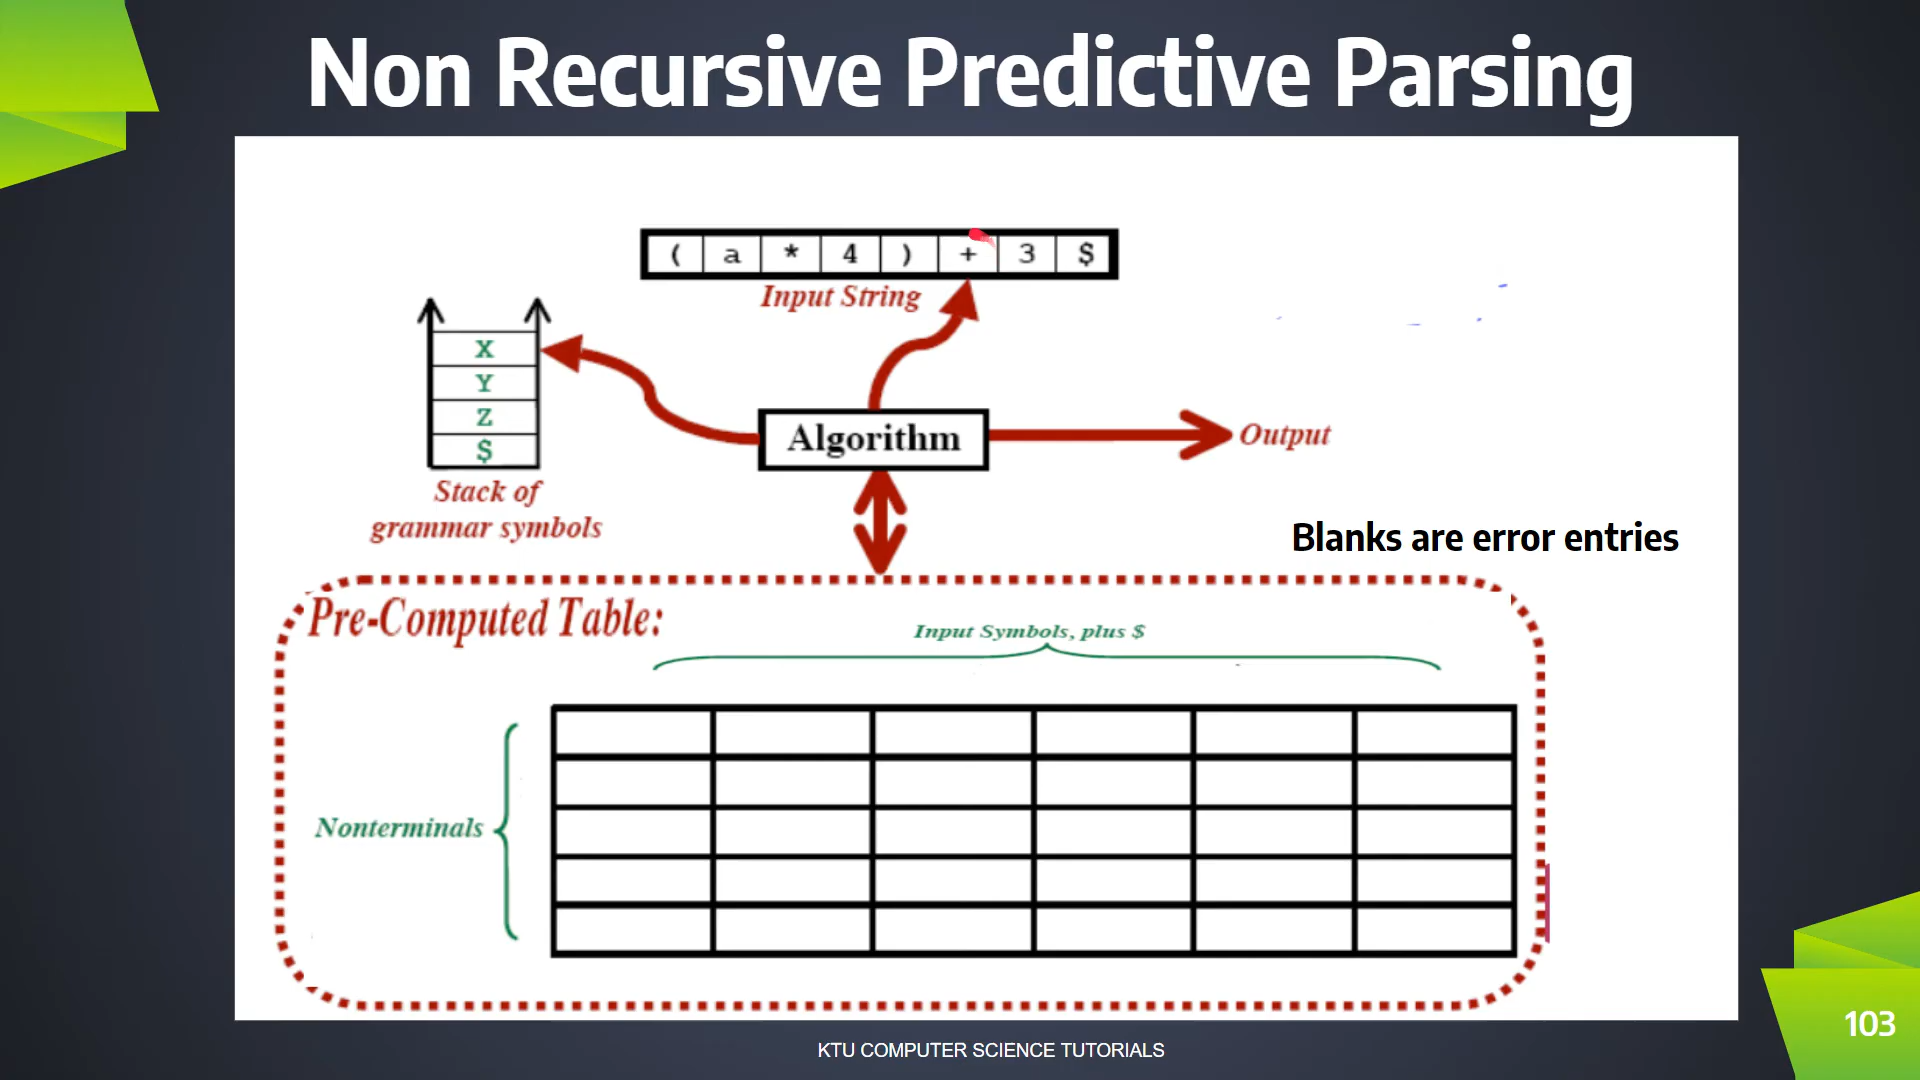 Non Recursive Predictive Parsing
( a * 4 ) + 3 $
Input String
X
Y
Z
$
Stack of
grammar symbols
Algorithm
Output
Blanks are error entries
Pre-Computed Table:
Input Symbols, plus $
Nonterminals
103
KTU COMPUTER SCIENCE TUTORIALS